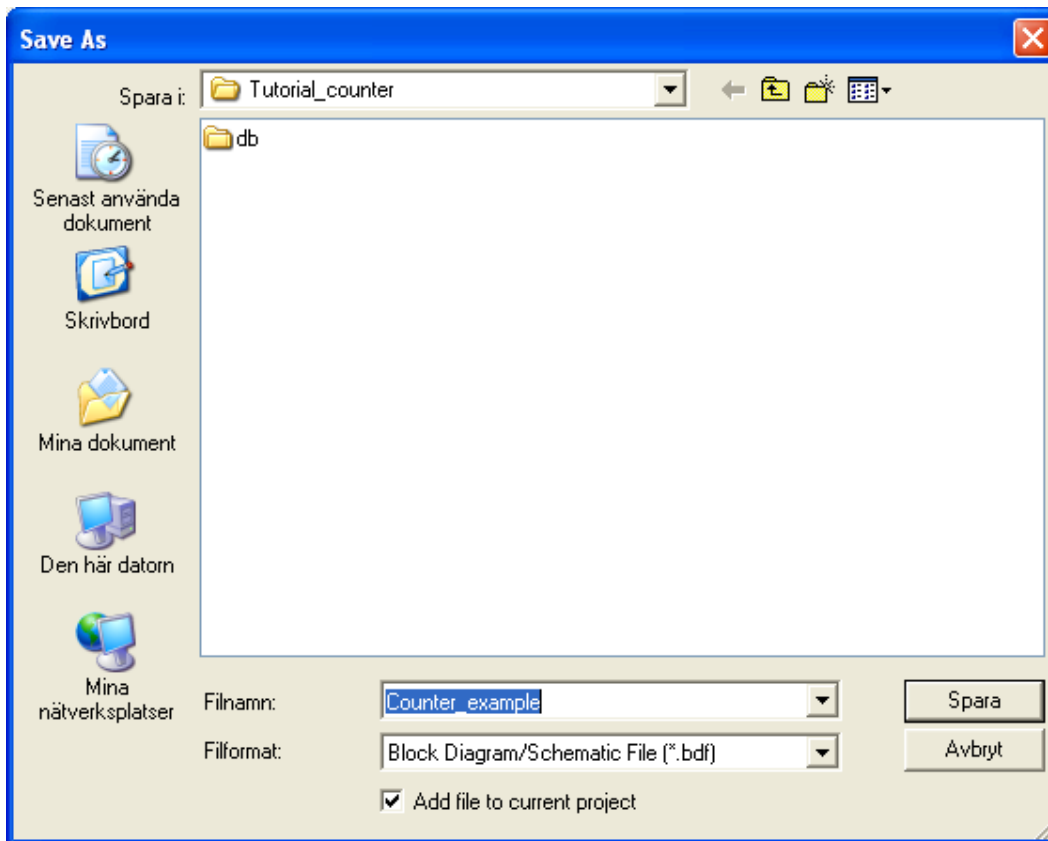 Save As
Spara i:
Tutorial_counter
db
Senast använda
dokument
Skrivbord
Mina dokument
Den här datorn
Mina
nätverksplatser
Filnamn:
Counter_example
Spara
Filformat:
Block Diagram/Schematic File (*.bdf)
Avbryt
Add file to current project